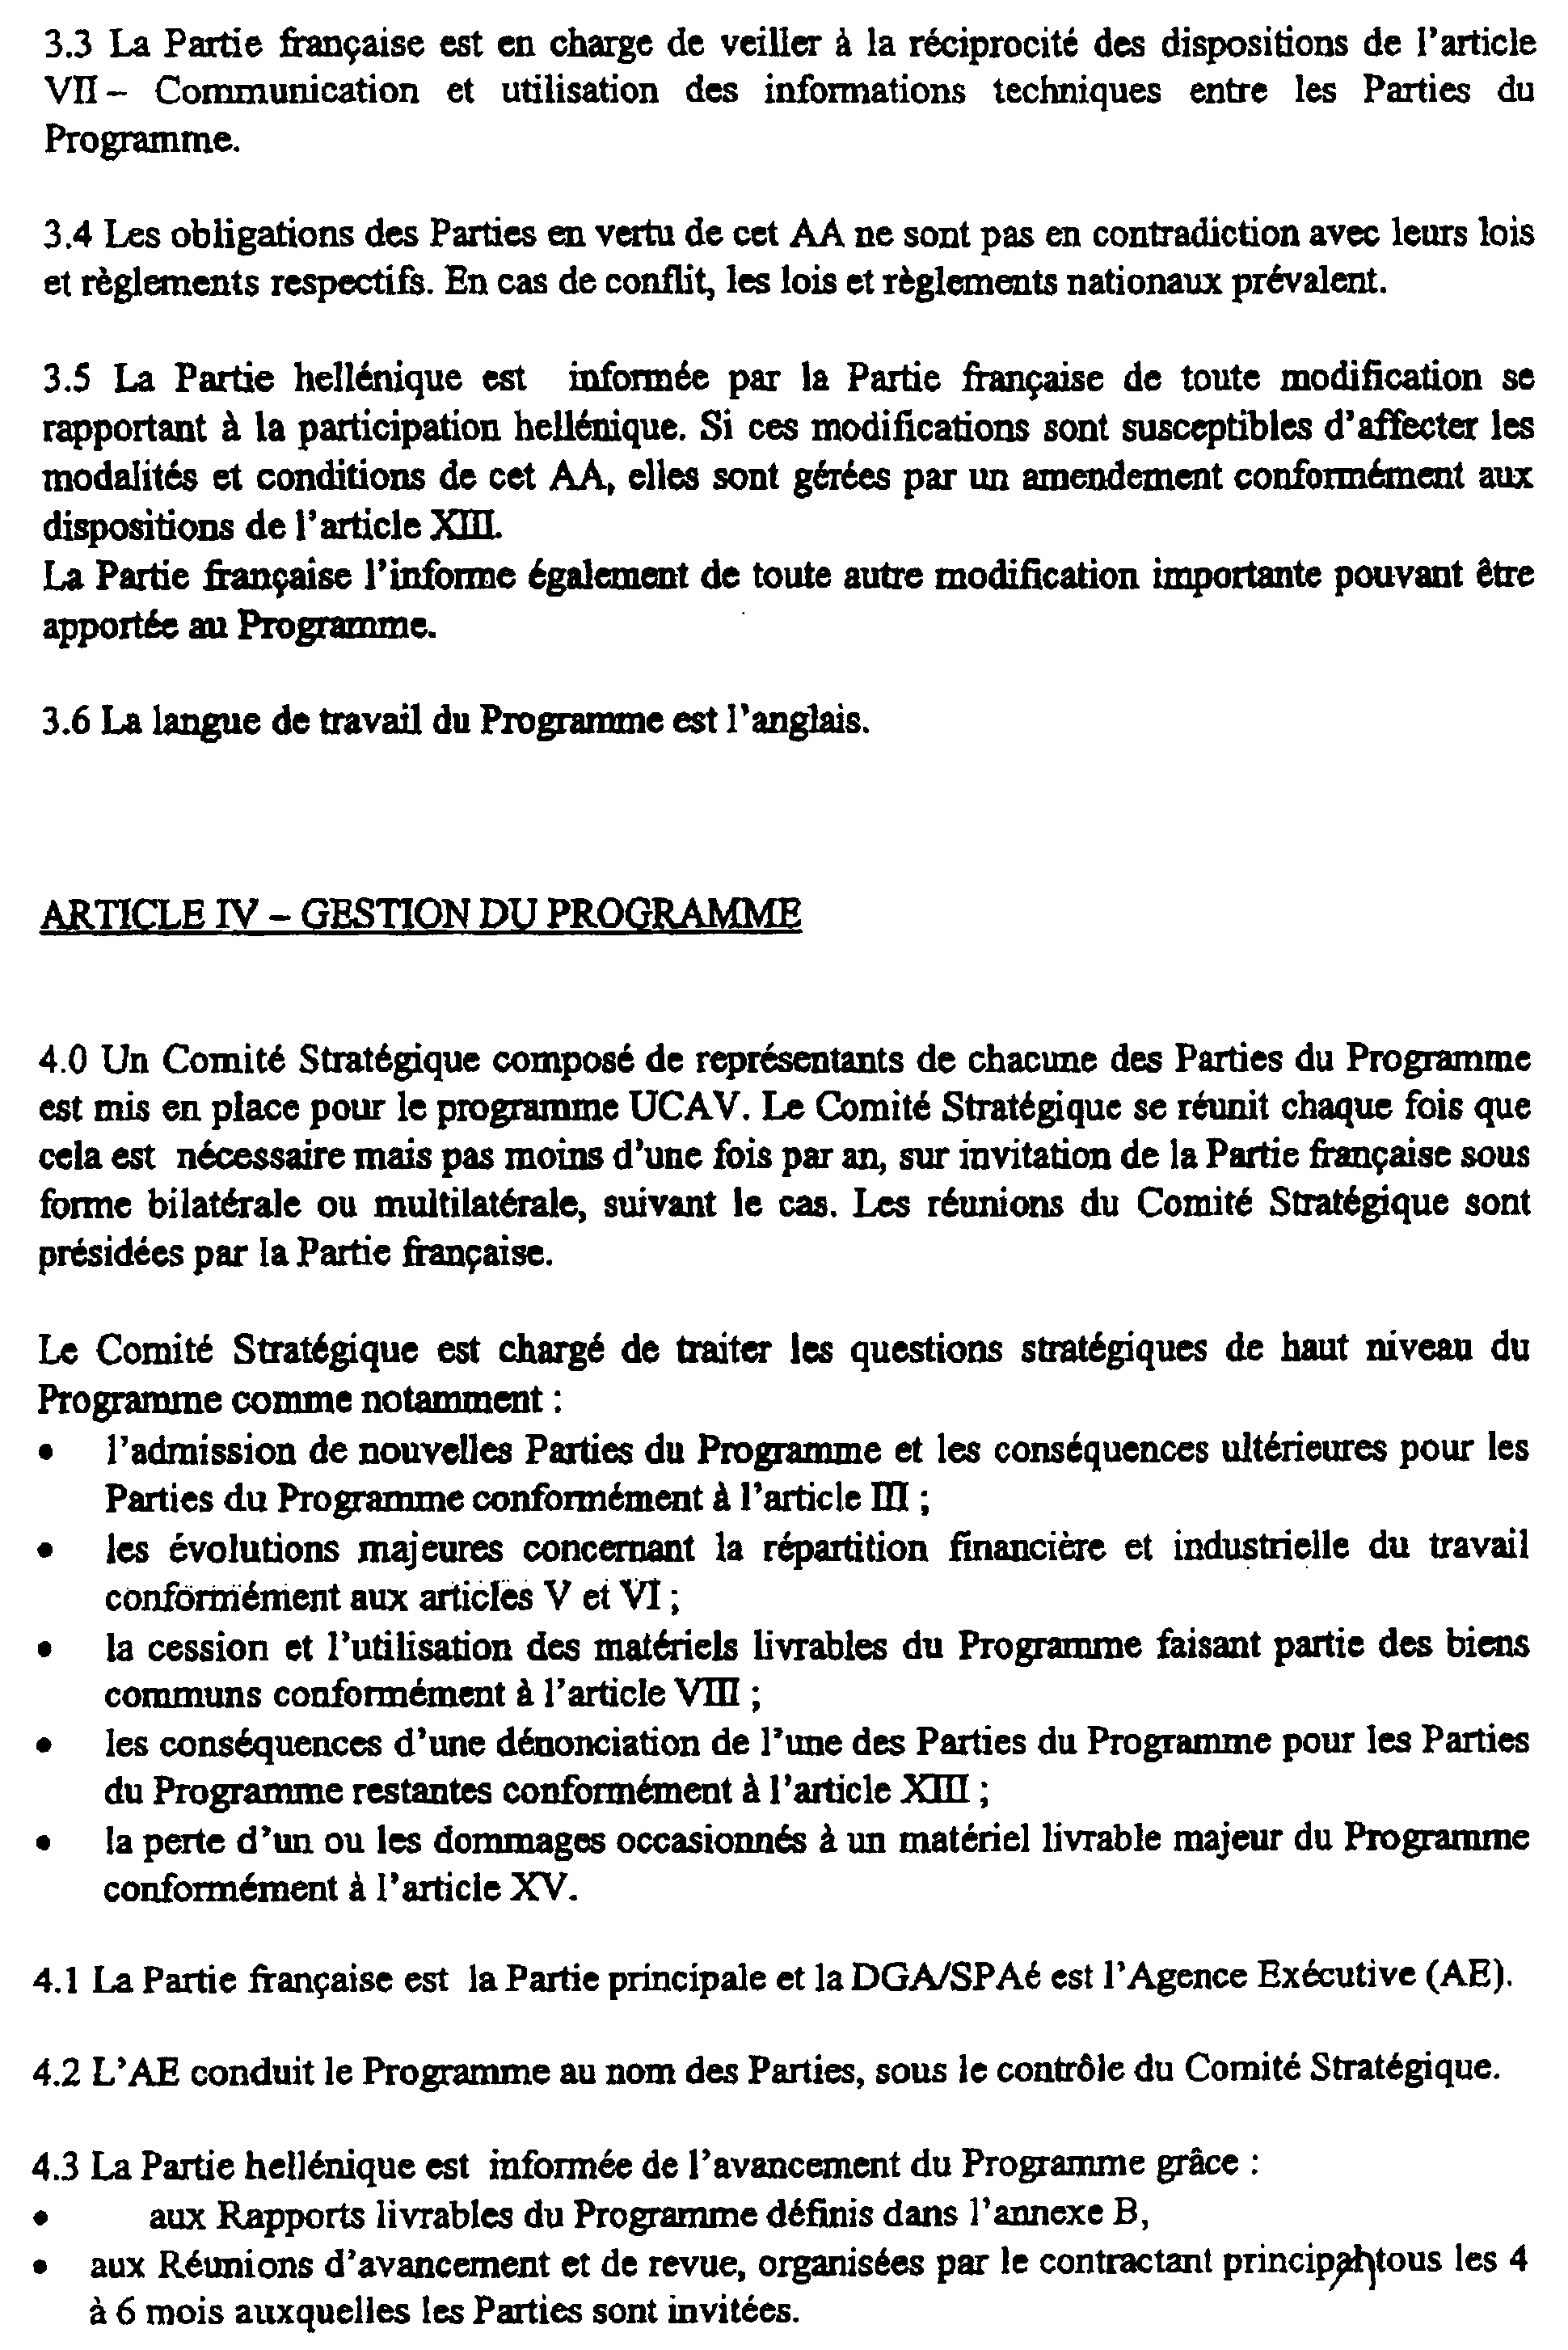 3.3 La Partie française est en charge de veiller à la réciprocité des dispositions de l'article
VII – Communication et utilisation des informations techniques entre les Parties du
Programme.
3.4 Les obligations des Parties en vertu de cet AA ne sont pas en contradiction avec leurs lois
et règlements respectifs. En cas de conflit, les lois et règlements nationaux prévalent.
3.5 La Partie hellénique est informée par la Partie française de toute modification se
rapportant à la participation hellénique. Si ces modifications sont susceptibles d'affecter les
modalités et conditions de cet AA, elles sont gérées par un amendement conformément aux
dispositions de l'article XIII.
La Partie française l'informe également de toute autre modification importante pouvant être
apportée au Programme.
3.6 La langue de travail du Programme est l'anglais.
ARTICLE IV – GESTION DU PROGRAMME
4.0 Un Comité Stratégique composé de représentants de chacune des Parties du Programme
est mis en place pour le programme UCAV. Le Comité Stratégique se réunit chaque fois que
cela est nécessaire mais pas moins d'une fois par an, sur invitation de la Partie française sous
forme bilatérale ou multilatérale, suivant le cas. Les réunions du Comité Stratégique sont
présidées par la Partie française.
Le Comité Stratégique est chargé de traiter les questions stratégiques de haut niveau du
Programme comme notamment :
• l'admission de nouvelles Parties du Programme et les conséquences ultérieures pour les
Parties du Programme conformément à l'article III ;
• les évolutions majeures concernant la répartition financière et industrielle du travail
conformément aux articles V et VI ;
• la cession et l'utilisation des matériels livrables du Programme faisant partie des biens
communs conformément à l'article VIII ;
• les conséquences d'une dénonciation de l'une des Parties du Programme pour les Parties
du Programme restantes conformément à l'article XIII ;
• la perte d'un ou les dommages occasionnés à un matériel livrable majeur du Programme
conformément à l'article XV.
4.1 La Partie française est la Partie principale et la DGA/SPAé est l'Agence Exécutive (AE).
4.2 L'AE conduit le Programme au nom des Parties, sous le contrôle du Comité Stratégique.
4.3 La Partie hellénique est informée de l'avancement du Programme grâce :
• aux Rapports livrables du Programme définis dans l'annexe B,
• aux Réunions d'avancement et de revue, organisées par le contractant principal tous les 4
à 6 mois auxquelles les Parties sont invitées.